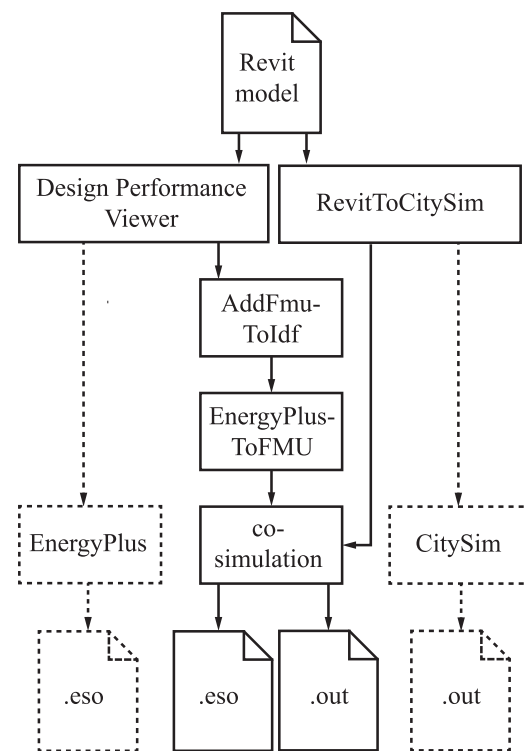 Revit
model
Design Performance
Viewer
RevitToCitySim
AddFmu-
ToIdf
EnergyPlus-
ToFMU
EnergyPlus
co-
simulation
CitySim
.eso
.eso
.out
.out